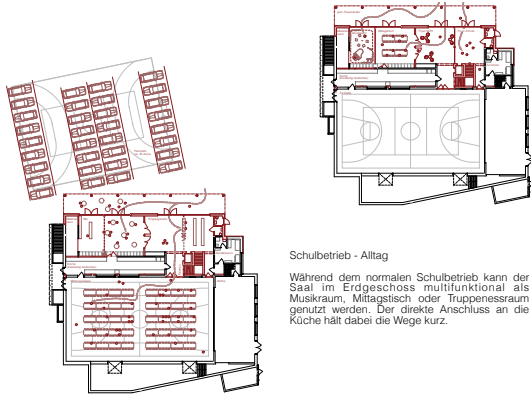 Schulbetrieb - Alltag
Während dem normalen Schulbetrieb kann der
Saal im Erdgeschoss multifunktional als
Musikraum, Mittagstisch oder Truppenessraum
genutzt werden. Der direkte Anschluss an die
Küche hält dabei die Wege kurz.